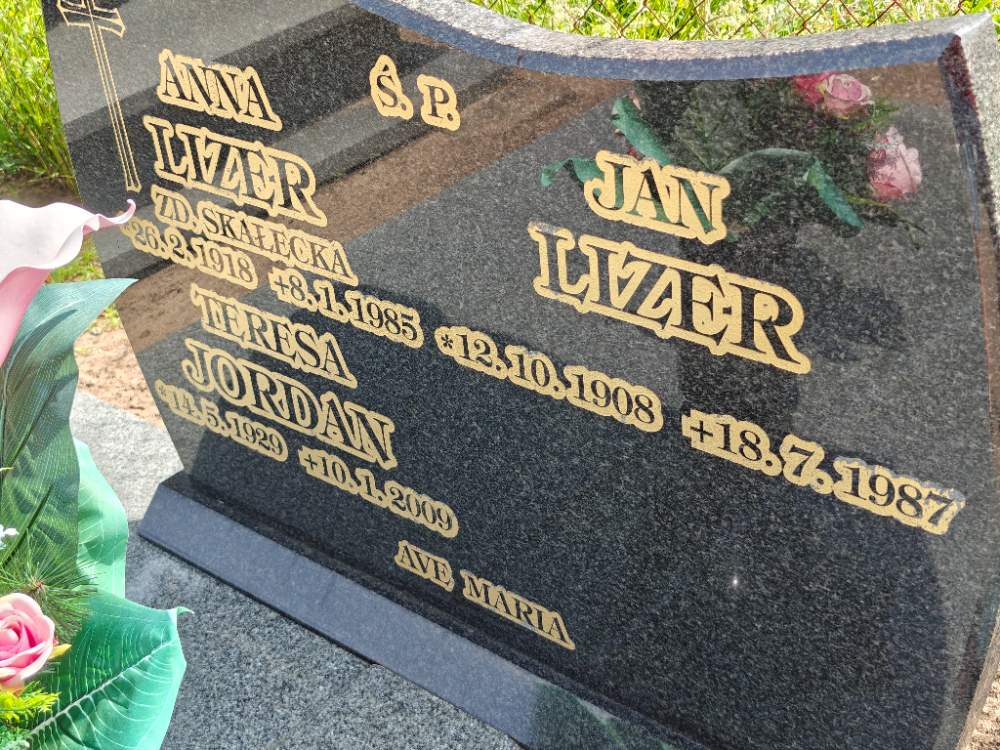 Ś. P.
ANNA
LIZER
ZD. SKAŁECKA
*26.2.1918 +8.1.1985
TERESA
JORDAN
*14.5.1929 +10.1.2009
JAN
LIZER
*12.10.1908 +18.7.1987
AVE MARIA